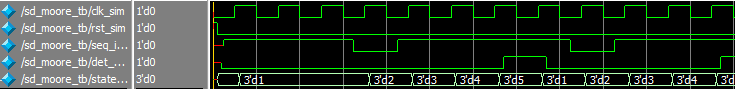 /sd_moore_tb/clk_sim 1'd0
/sd_moore_tb/rst_sim 1'd0
/sd_moore_tb/seq_i... 1'd0
/sd_moore_tb/det_... 1'd0
/sd_moore_tb/state... 3'd0 3'd1 3'd2 3'd3 3'd4 3'd5 3'd1 3'd2 3'd3 3'd4 3'd